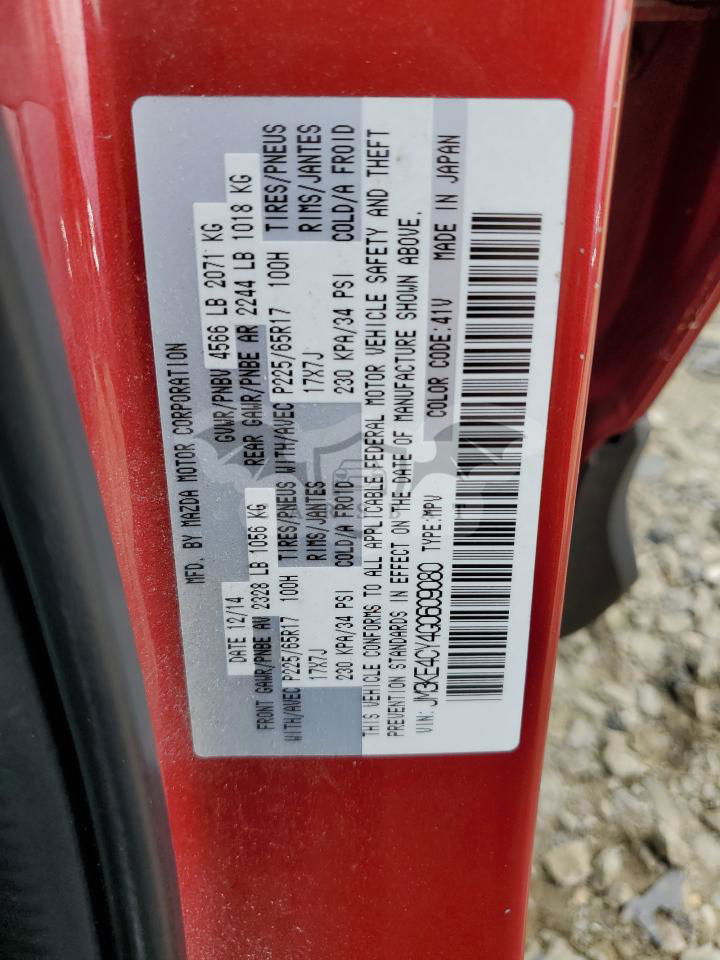 MFD. BY MAZDA MOTOR CORPORATION
DATE 12/14 GVWR/PNBV 4566 LB 2071 KG
FRONT GAWR/PNBE AV 2328 LB 1056 KG REAR GAWR/PNBE AR 2244 LB 1018 KG
WITH/AVEC P225/65R17 100H TIRES/PNEUS WITH/AVEC P225/65R17 100H TIRES/PNEUS
17X7J RIMS/JANTES 17X7J RIMS/JANTES
230 KPA/34 PSI COLD/A FROID 230 KPA/34 PSI COLD/A FROID
THIS VEHICLE CONFORMS TO ALL APPLICABLE FEDERAL MOTOR VEHICLE SAFETY AND THEFT
PREVENTION STANDARDS IN EFFECT ON THE DATE OF MANUFACTURE SHOWN ABOVE.
VIN: JM3KE4CY4G0609080 TYPE:MPV COLOR CODE:41V MADE IN JAPAN